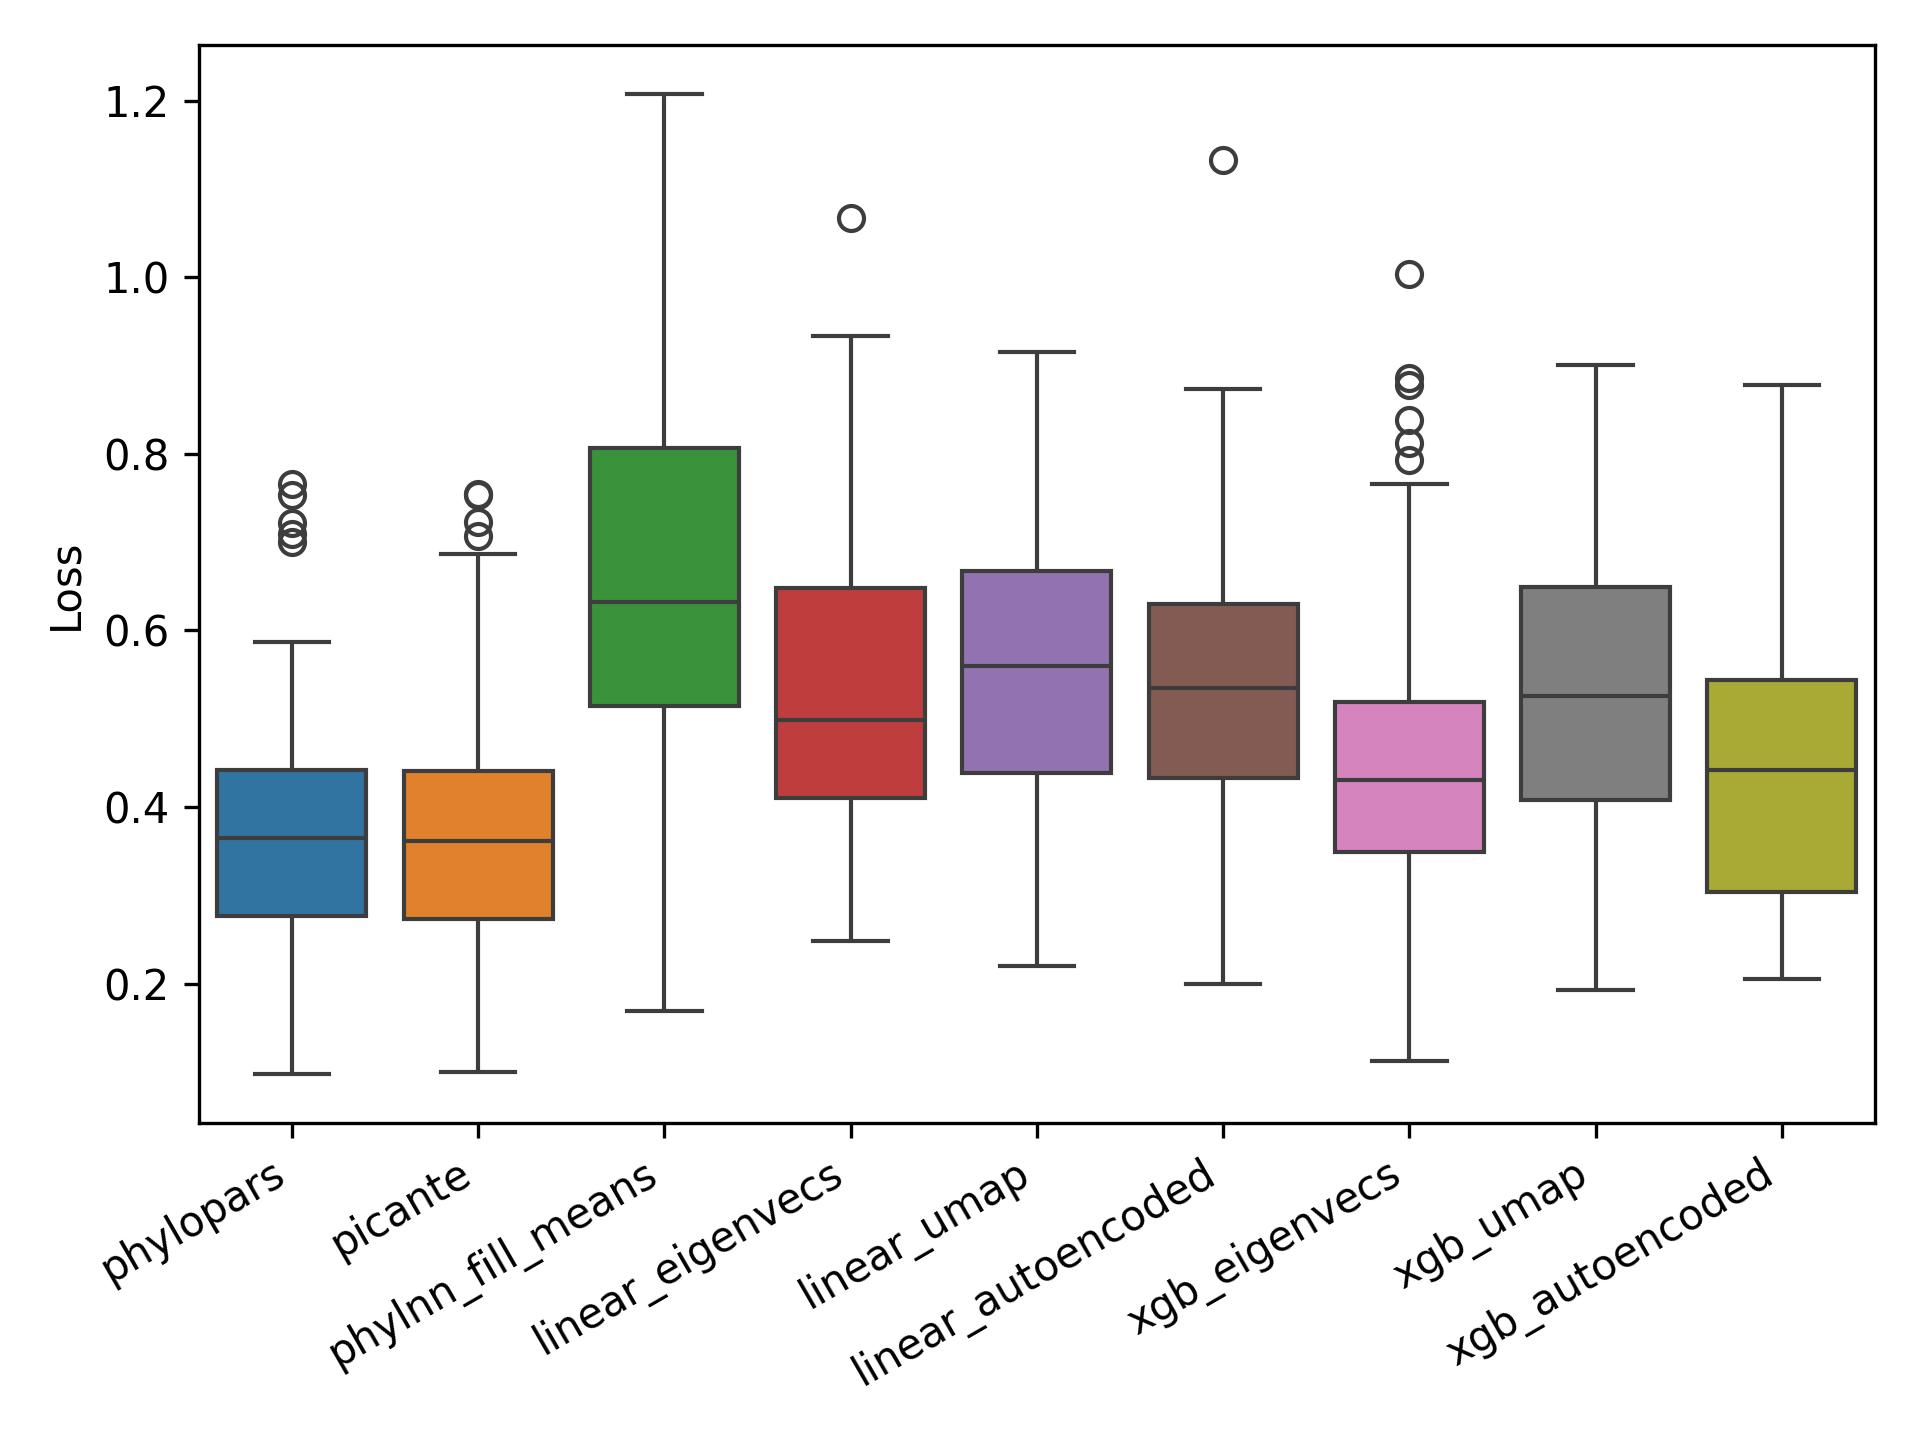 1.2
1.0
0.8
0.6
0.4
0.2
Loss
phylopars
picante
phylnn_fill_means
linear_eigenvecs
linear_umap
linear_autoencoded
xgb_eigenvecs
xgb_umap
xgb_autoencoded